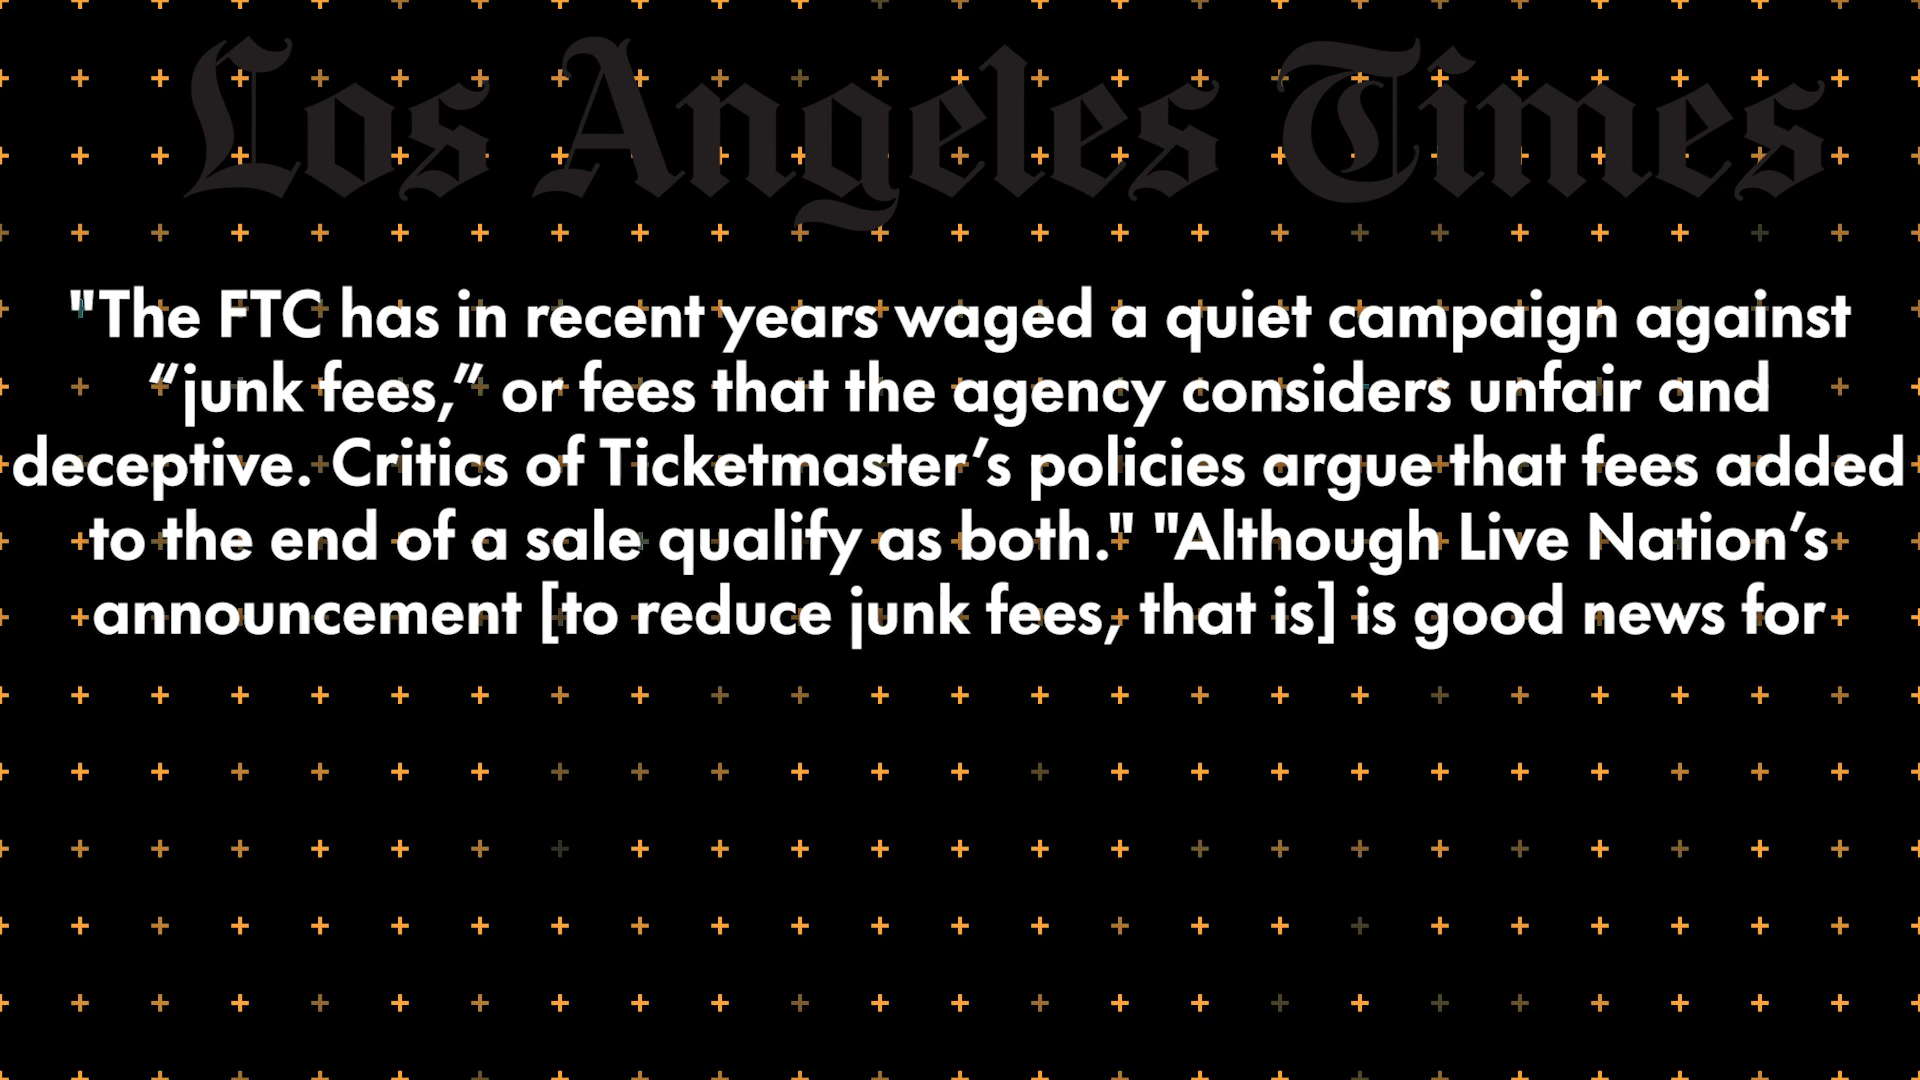 Los Angeles Times
"The FTC has in recent years waged a quiet campaign against
“junk fees,” or fees that the agency considers unfair and
deceptive. Critics of Ticketmaster’s policies argue that fees added
to the end of a sale qualify as both." "Although Live Nation’s
announcement [to reduce junk fees, that is] is good news for